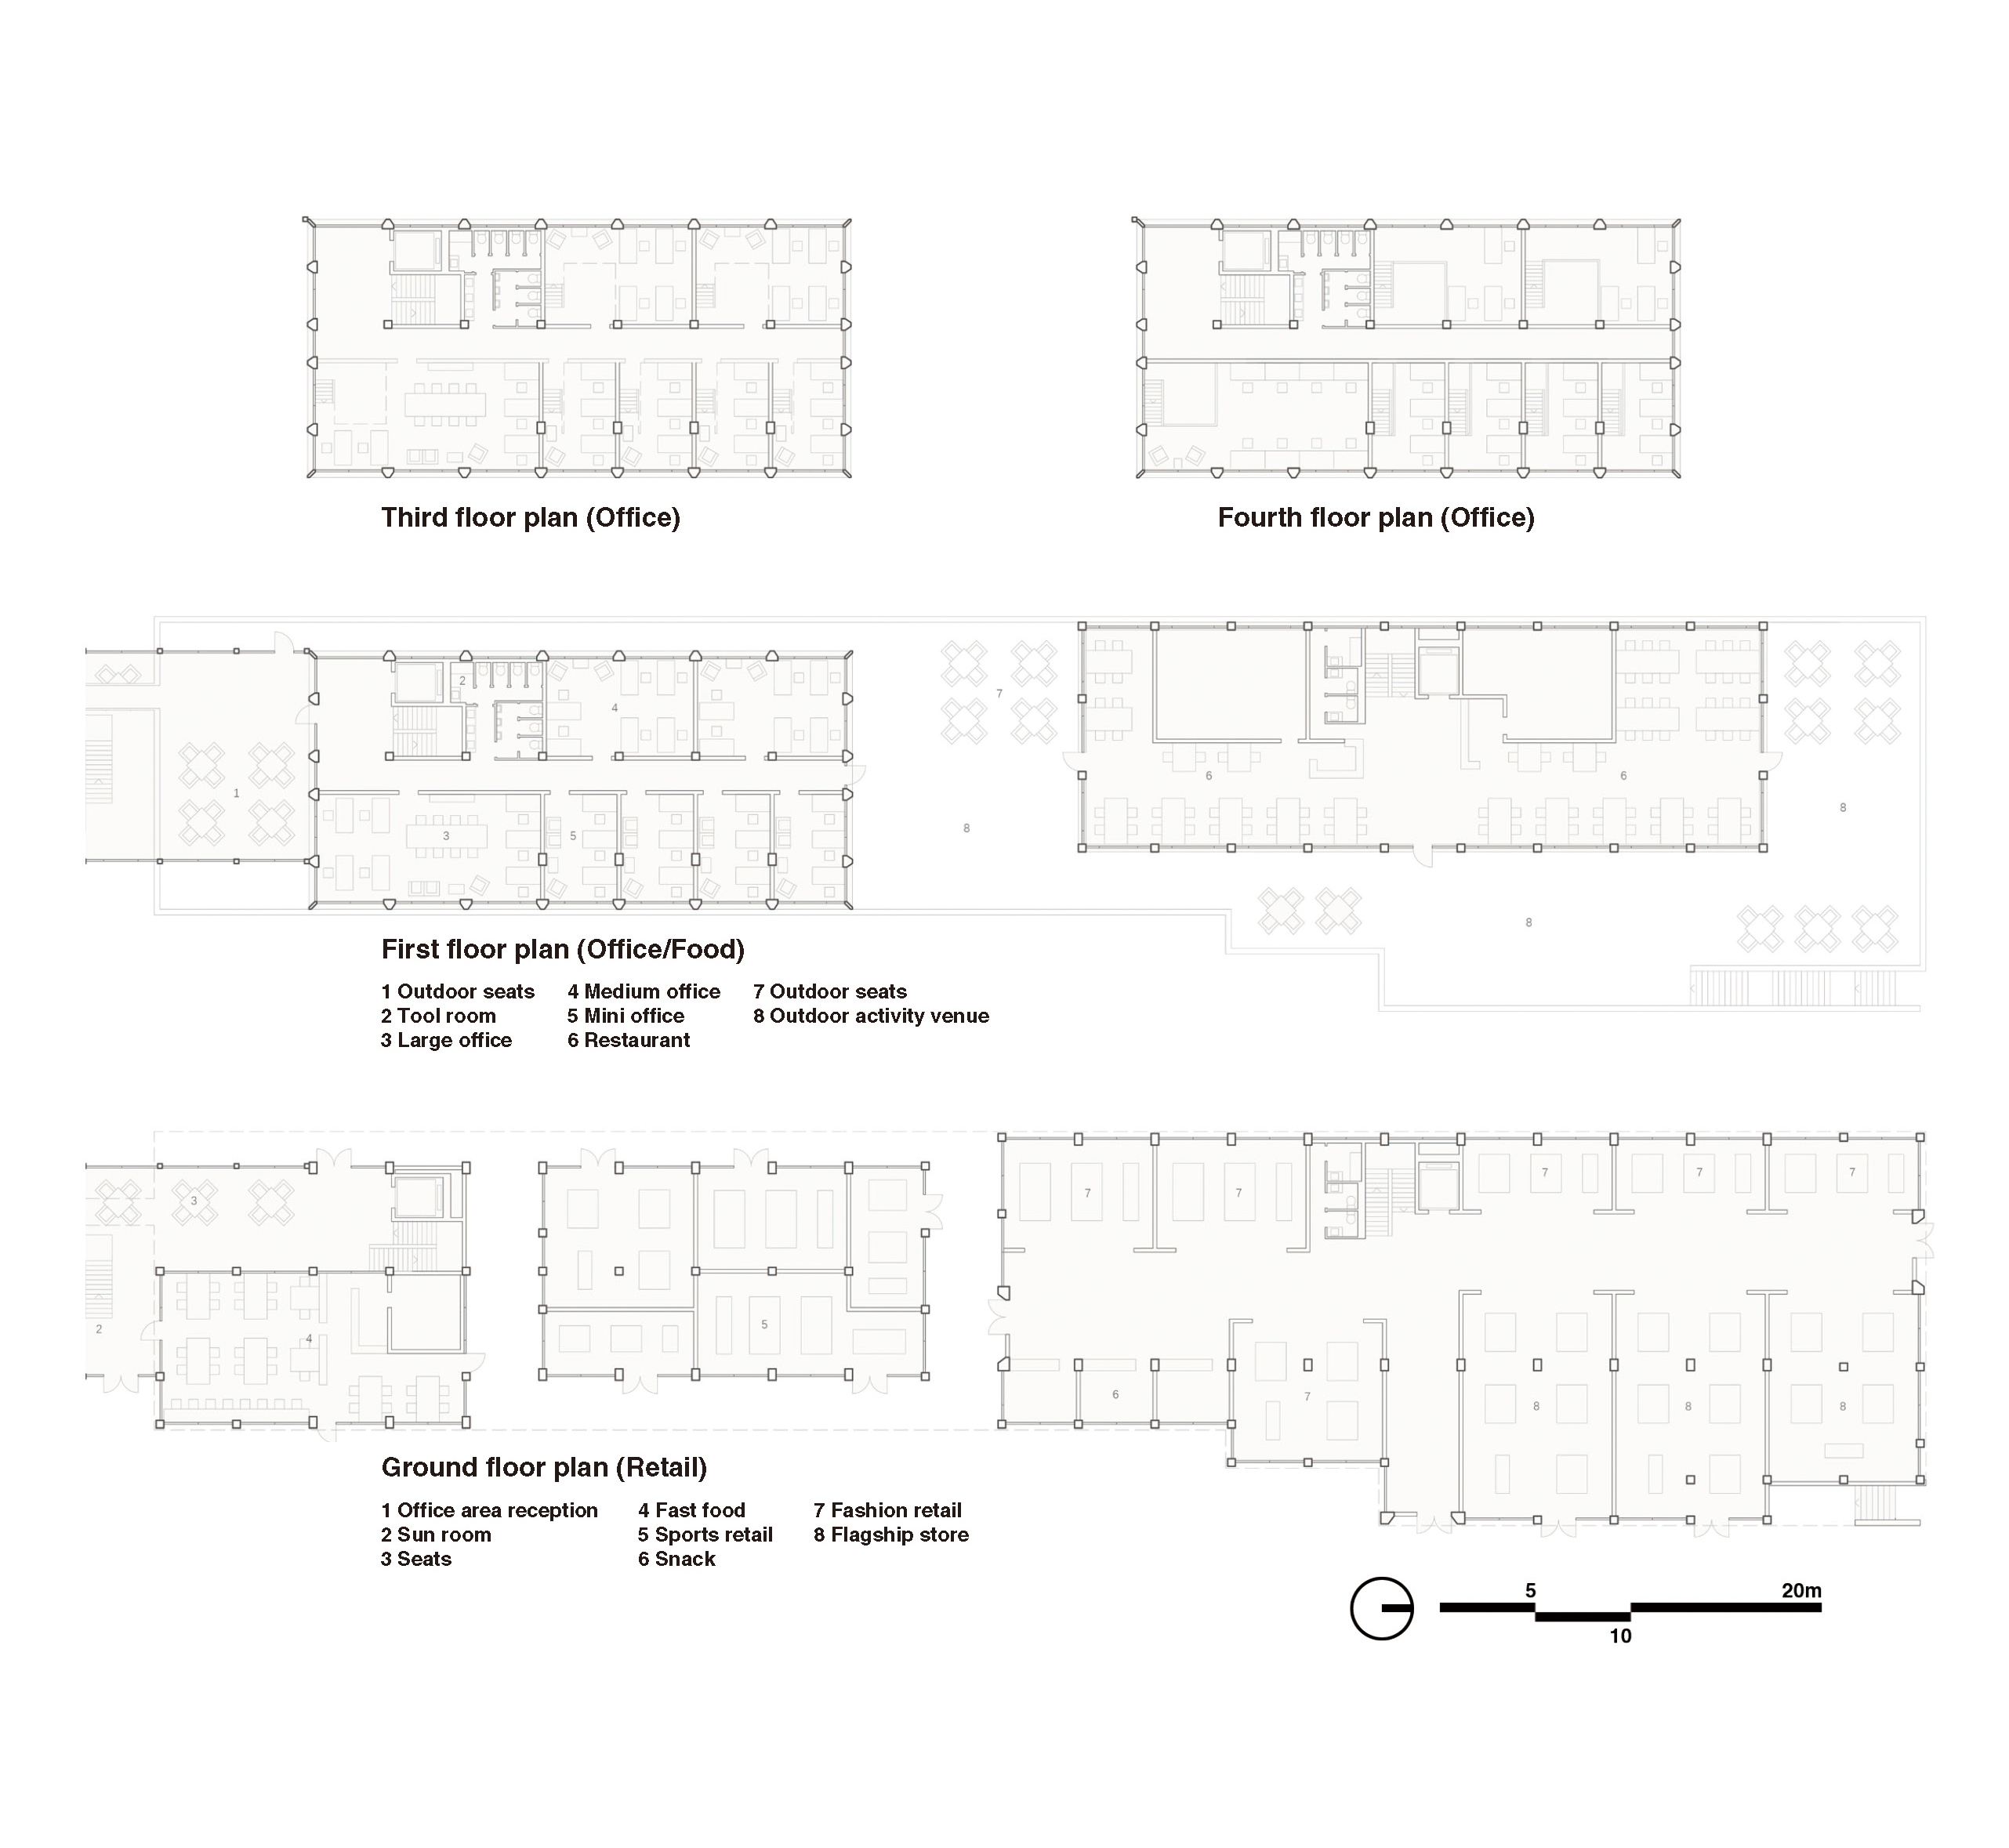 Third floor plan (Office)
Fourth floor plan (Office)
2
4
7
1
3
5
8
6
6
8
8
First floor plan (Office/Food)
1 Outdoor seats
2 Tool room
3 Large office
4 Medium office
5 Mini office
6 Restaurant
7 Outdoor seats
8 Outdoor activity venue
3
2
4
5
7
7
7
7
7
6
7
8
8
8
Ground floor plan (Retail)
1 Office area reception
2 Sun room
3 Seats
4 Fast food
5 Sports retail
6 Snack
7 Fashion retail
8 Flagship store
5
20m
10